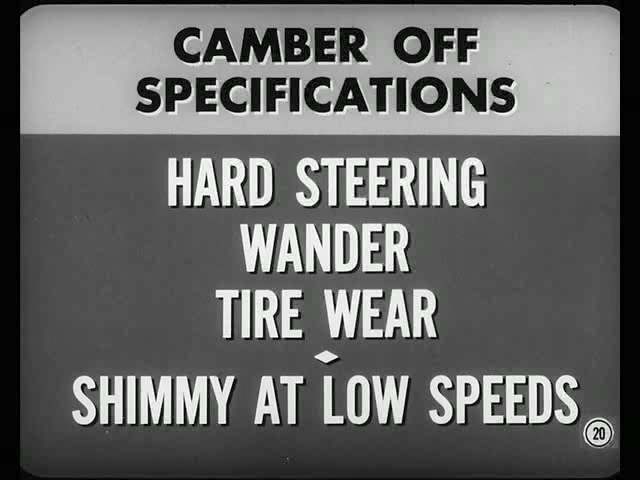 CAMBER OFF
SPECIFICATIONS
HARD STEERING
WANDER
TIRE WEAR
SHIMMY AT LOW SPEEDS
20